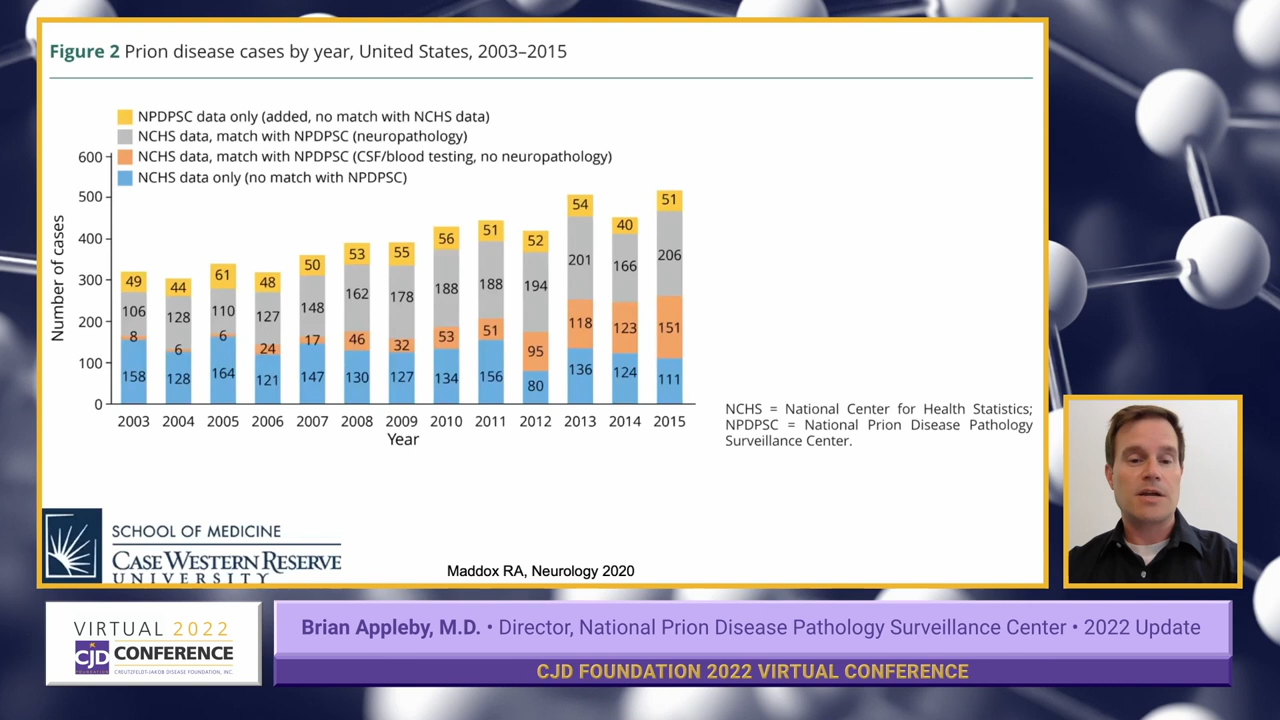 Figure 2 Prion disease cases by year, United States, 2003–2015
NPDPSC data only (added, no match with NCHS data)
NCHS data, match with NPDPSC (neuropathology)
NCHS data, match with NPDPSC (CSF/blood testing, no neuropathology)
NCHS data only (no match with NPDPSC)
Number of cases
600
500
400
300
200
100
0
49 44 61 48 50 53 55 56 51 52 54 40 51
106 128 110 127 148 162 178 188 188 194 201 166 206
8 6 6 24 17 46 32 53 51 95 118 123 151
158 128 164 121 147 130 127 134 156 80 136 124 111
2003 2004 2005 2006 2007 2008 2009 2010 2011 2012 2013 2014 2015
Year
NCHS = National Center for Health Statistics;
NPDPSC = National Prion Disease Pathology
Surveillance Center.
SCHOOL OF MEDICINE
CASE WESTERN RESERVE
UNIVERSITY
Maddox RA, Neurology 2020
VIRTUAL 2022
CJD CONFERENCE
FOUNDATION
CREUTZFELDT-JAKOB DISEASE FOUNDATION, INC.
Brian Appleby, M.D. • Director, National Prion Disease Pathology Surveillance Center • 2022 Update
CJD FOUNDATION 2022 VIRTUAL CONFERENCE